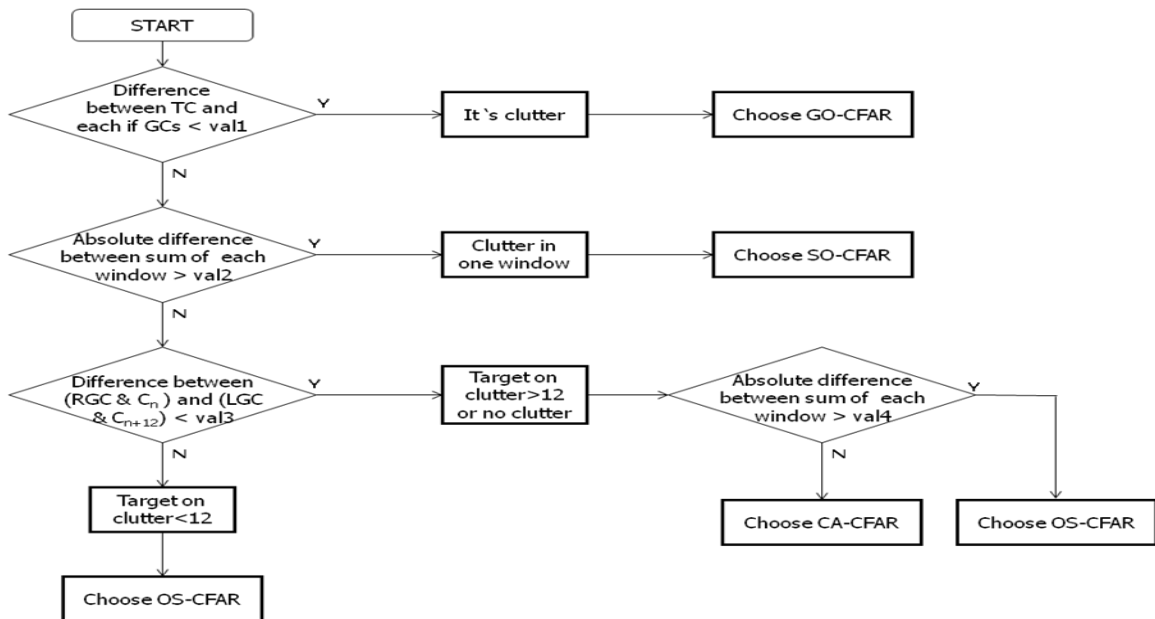 START
Difference
between TC and
each if GCs < val1
Y
It`s clutter
Choose GO-CFAR
N
Absolute difference
between sum of each
window > val2
Y
Clutter in
one window
Choose SO-CFAR
N
Difference between
(RGC & Cn ) and (LGC
& Cn+12) < val3
Y
Target on
clutter>12
or no clutter
Absolute difference
between sum of each
window > val4
Y
N
N
Target on
clutter<12
Choose CA-CFAR
Choose OS-CFAR
Choose OS-CFAR